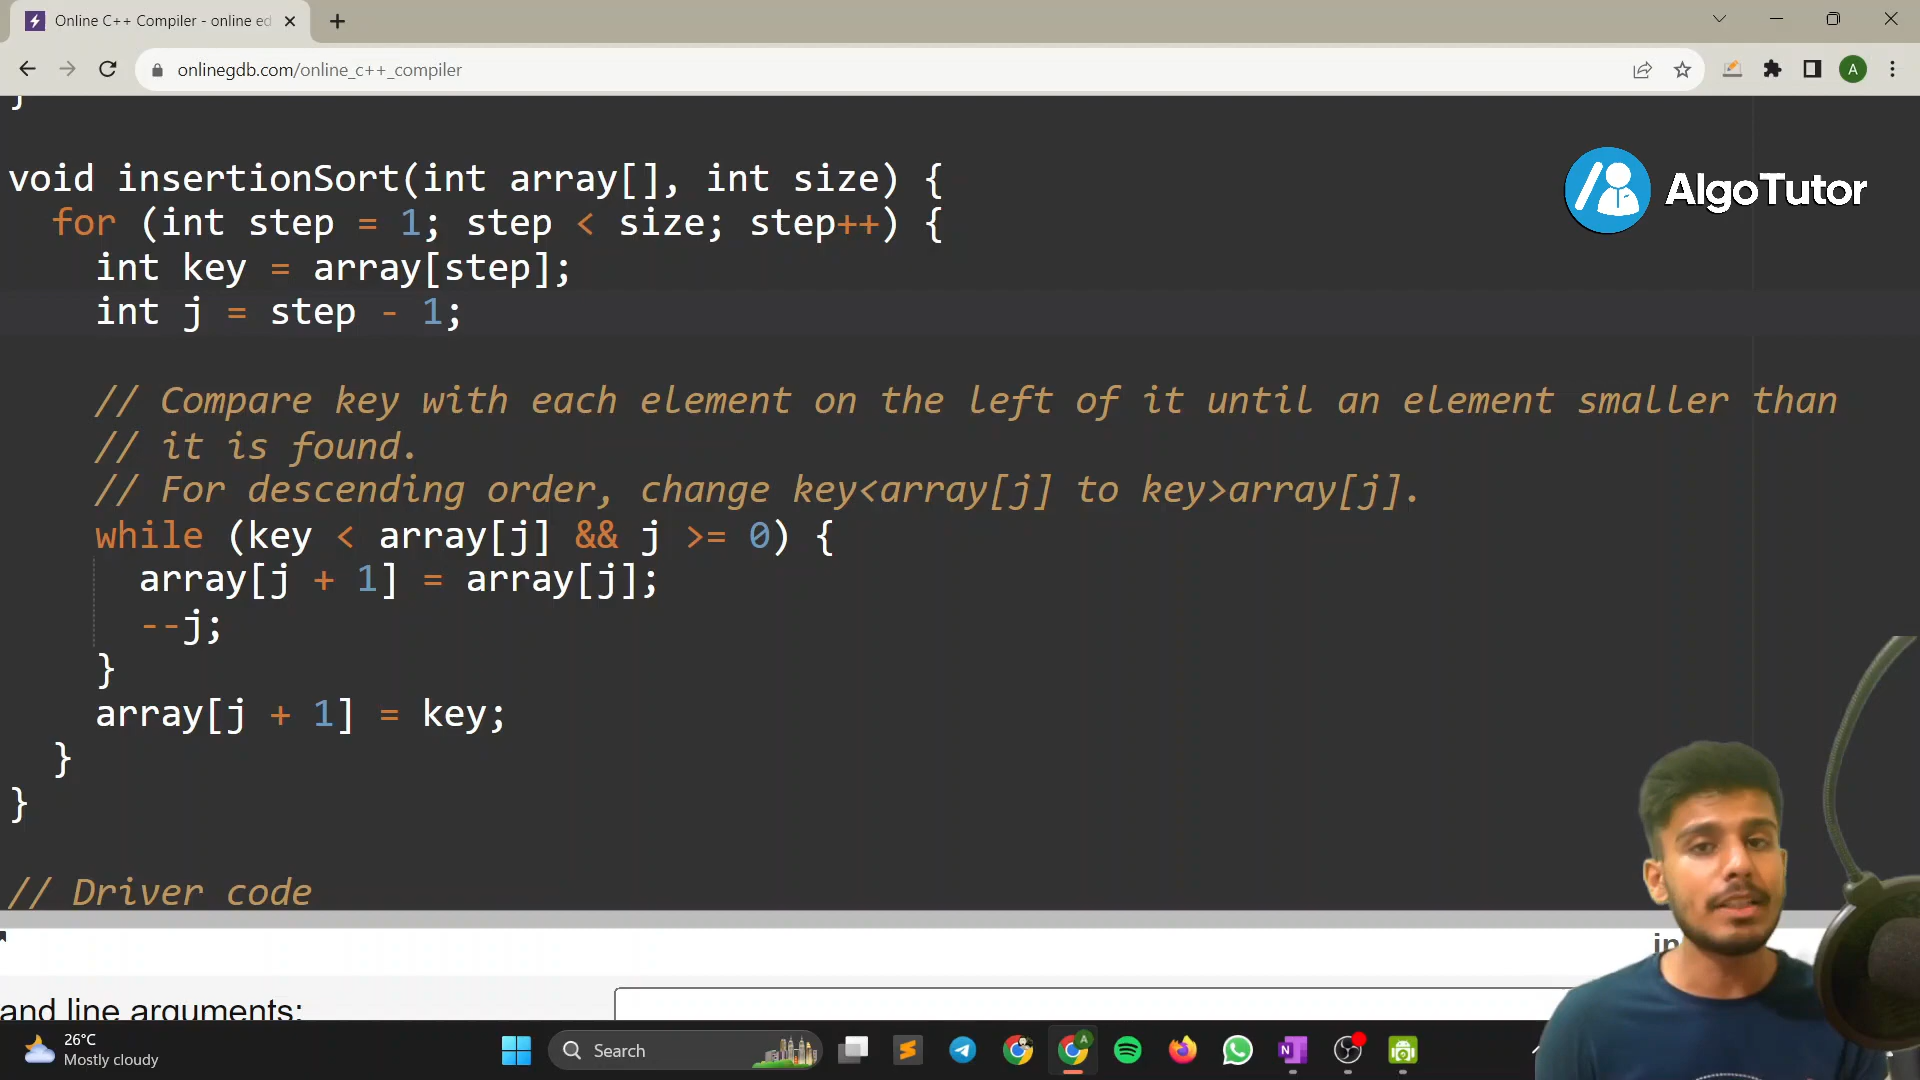 Online C++ Compiler - online ed
onlinegdb.com/online_c++_compiler
A
}
void insertionSort(int array[], int size) {
for (int step = 1; step < size; step++) {
int key = array[step];
int j = step - 1;
// Compare key with each element on the left of it until an element smaller than
// it is found.
// For descending order, change key<array[j] to key>array[j].
while (key < array[j] && j >= 0) {
array[j + 1] = array[j];
--j;
}
array[j + 1] = key;
}
}
// Driver code
AlgoTutor
and line arguments:
26°C
Mostly cloudy
Search